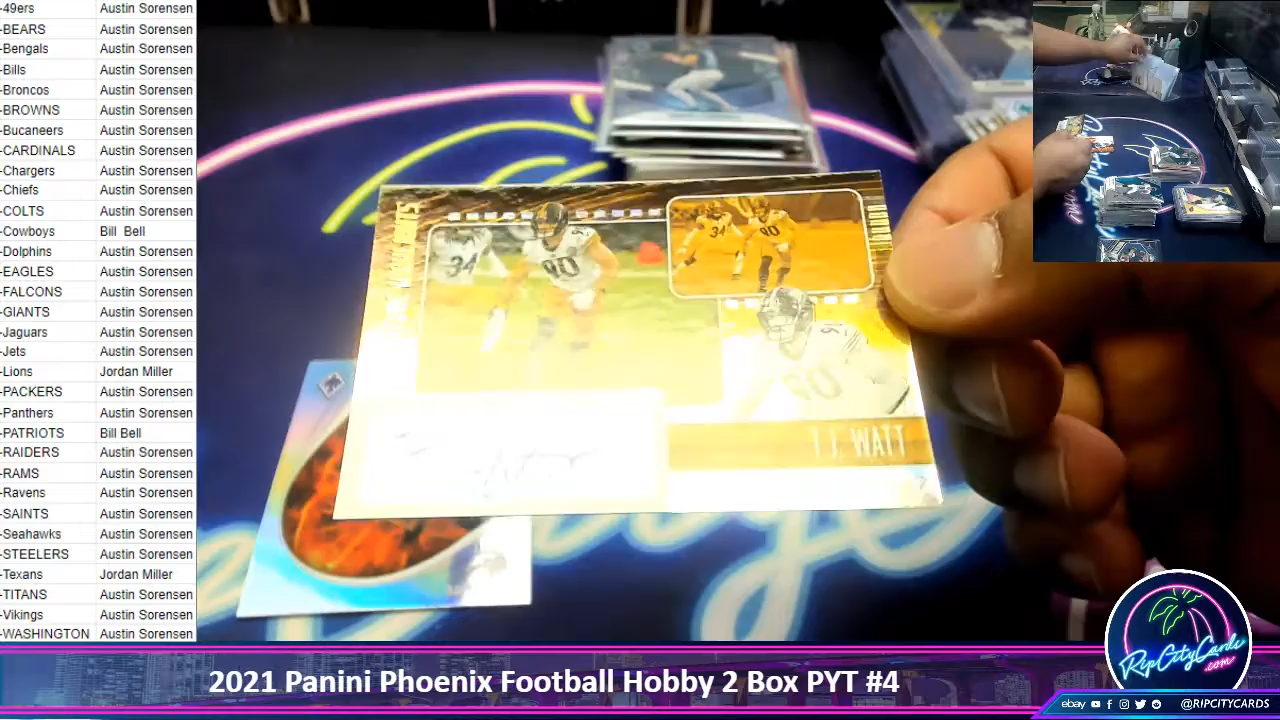 -49ers Austin Sorensen
-BEARS Austin Sorensen
-Bengals Austin Sorensen
-Bills Austin Sorensen
-Broncos Austin Sorensen
-BROWNS Austin Sorensen
-Bucaneers Austin Sorensen
-CARDINALS Austin Sorensen
-Chargers Austin Sorensen
-Chiefs Austin Sorensen
-COLTS Austin Sorensen
-Cowboys Bill Bell
-Dolphins Austin Sorensen
-EAGLES Austin Sorensen
-FALCONS Austin Sorensen
-GIANTS Austin Sorensen
-Jaguars Austin Sorensen
-Jets Austin Sorensen
-Lions Jordan Miller
-PACKERS Austin Sorensen
-Panthers Austin Sorensen
-PATRIOTS Bill Bell
-RAIDERS Austin Sorensen
-RAMS Austin Sorensen
-Ravens Austin Sorensen
-SAINTS Austin Sorensen
-Seahawks Austin Sorensen
-STEELERS Austin Sorensen
-Texans Jordan Miller
-TITANS Austin Sorensen
-Vikings Austin Sorensen
-WASHINGTON Austin Sorensen
34
90
34
90
90
T.J. WATT
2021 Panini Phoenix Football Hobby 2 Box PYT #4
RipCityCards
.com
ebay
@RIPCITYCARDS